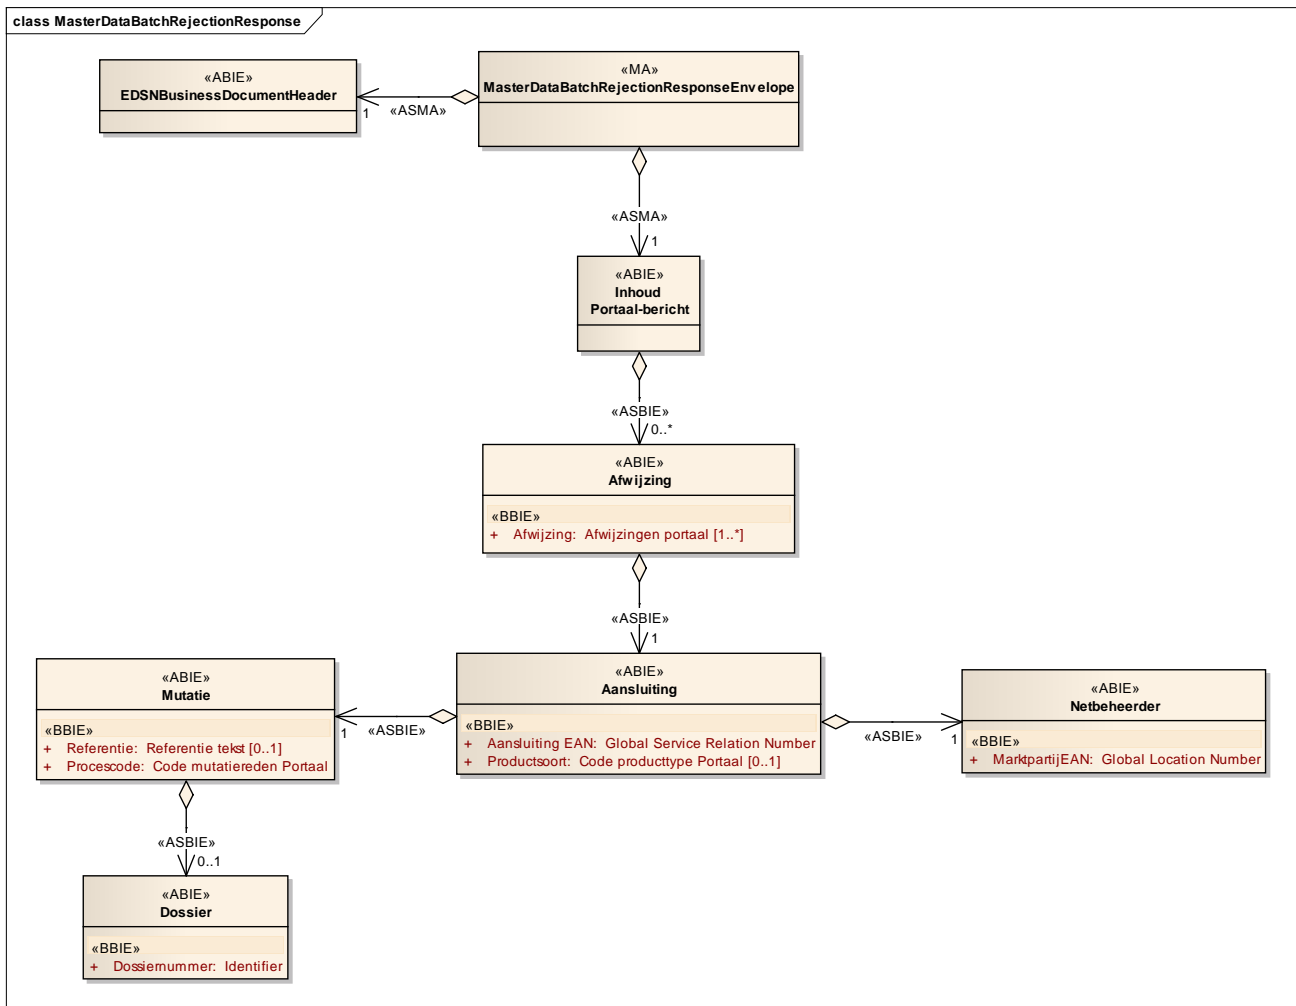 class MasterDataBatchRejectionResponse
«ABIE»
EDSNBusinessDocumentHeader
«MA»
MasterDataBatchRejectionResponseEnvelope
1
«ASMA»
«ASMA»
1
«ABIE»
Inhoud
Portaal-bericht
«ASBIE»
0..*
«ABIE»
Afwijzing
«BBIE»
+ Afwijzing: Afwijzingen portaal [1..*]
«ASBIE»
1
«ABIE»
Mutatie
«BBIE»
+ Referentie: Referentie tekst [0..1]
+ Procescode: Code mutatiereden Portaal
1
«ASBIE»
«ABIE»
Aansluiting
«BBIE»
+ Aansluiting EAN: Global Service Relation Number
+ Productsoort: Code producttype Portaal [0..1]
«ASBIE»
1
«ABIE»
Netbeheerder
«BBIE»
+ MarktpartijEAN: Global Location Number
«ASBIE»
0..1
«ABIE»
Dossier
«BBIE»
+ Dossiernummer: Identifier